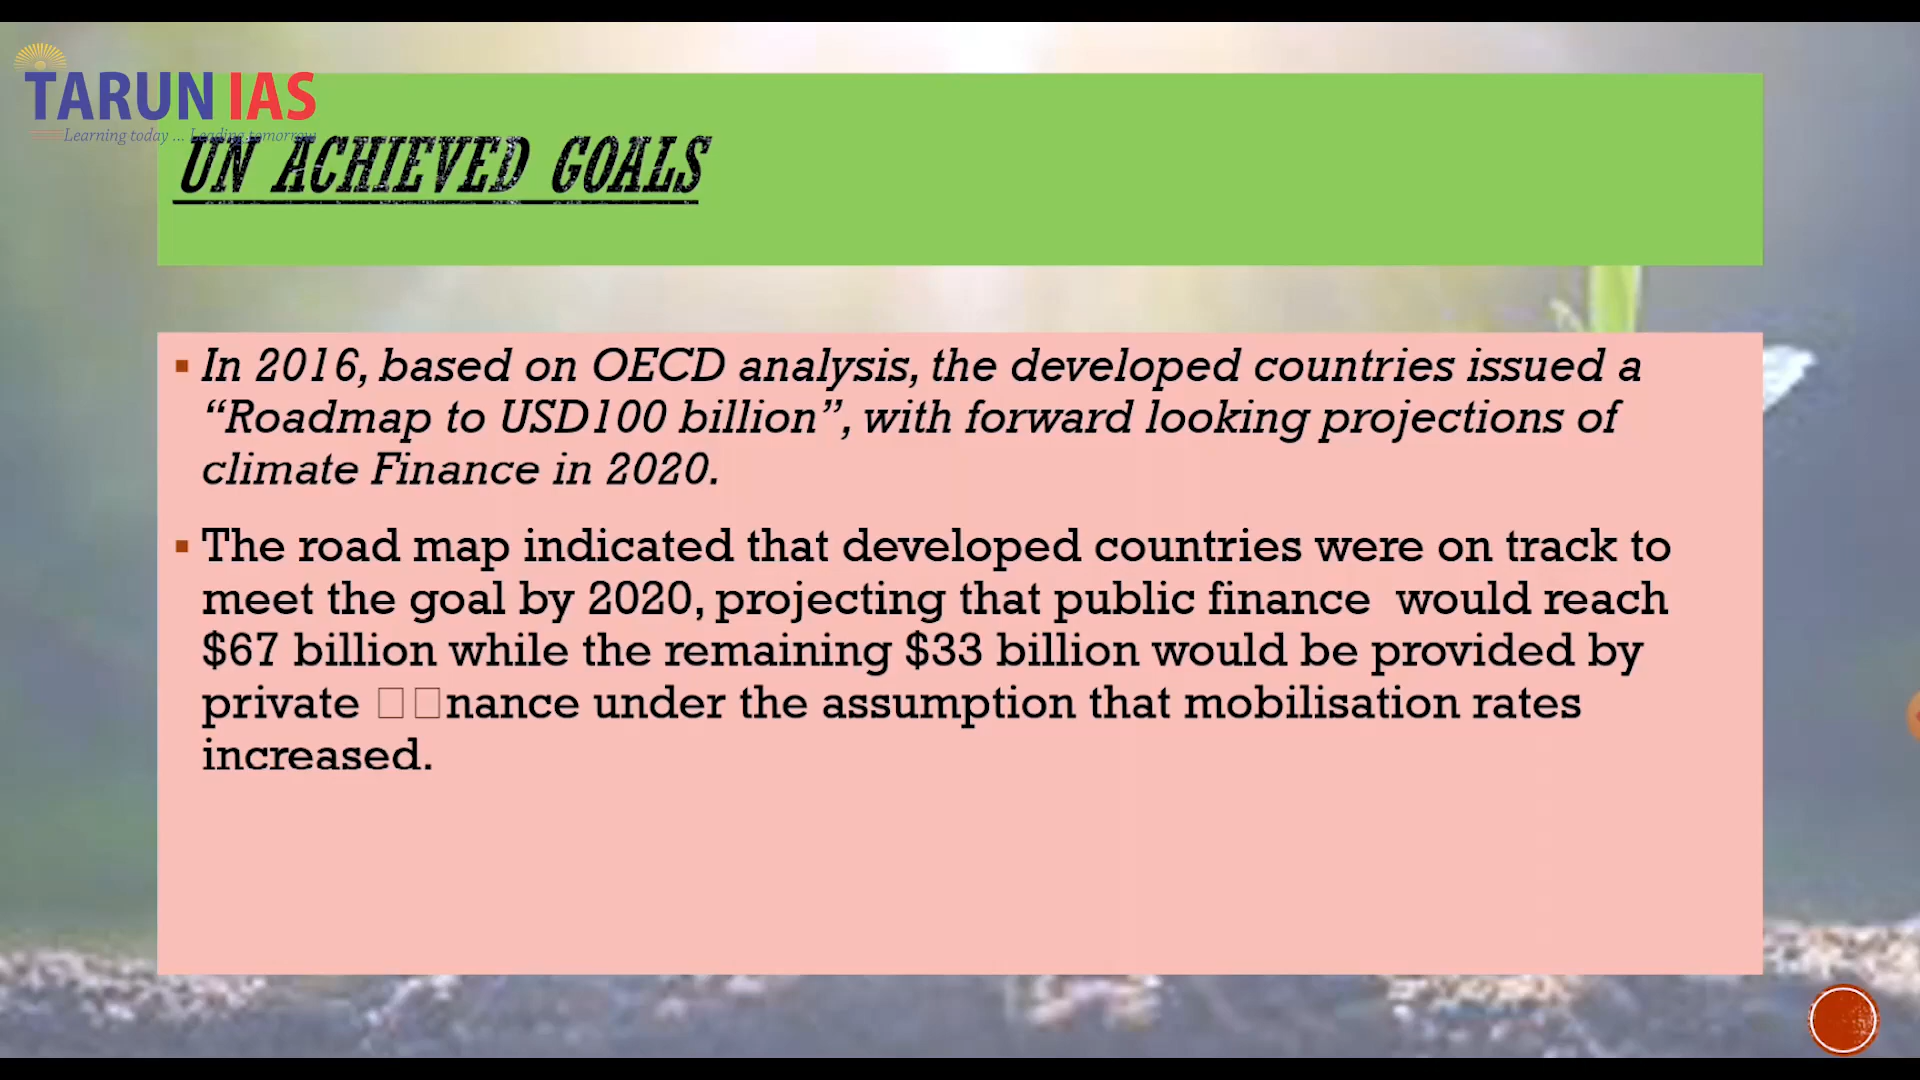 TARUN IAS
Learning today ... Leading tomorrow
UN ACHIEVED GOALS
▪ In 2016, based on OECD analysis, the developed countries issued a
“Roadmap to USD100 billion”, with forward looking projections of
climate Finance in 2020.
▪ The road map indicated that developed countries were on track to
meet the goal by 2020, projecting that public finance would reach
$67 billion while the remaining $33 billion would be provided by
private □□nance under the assumption that mobilisation rates
increased.